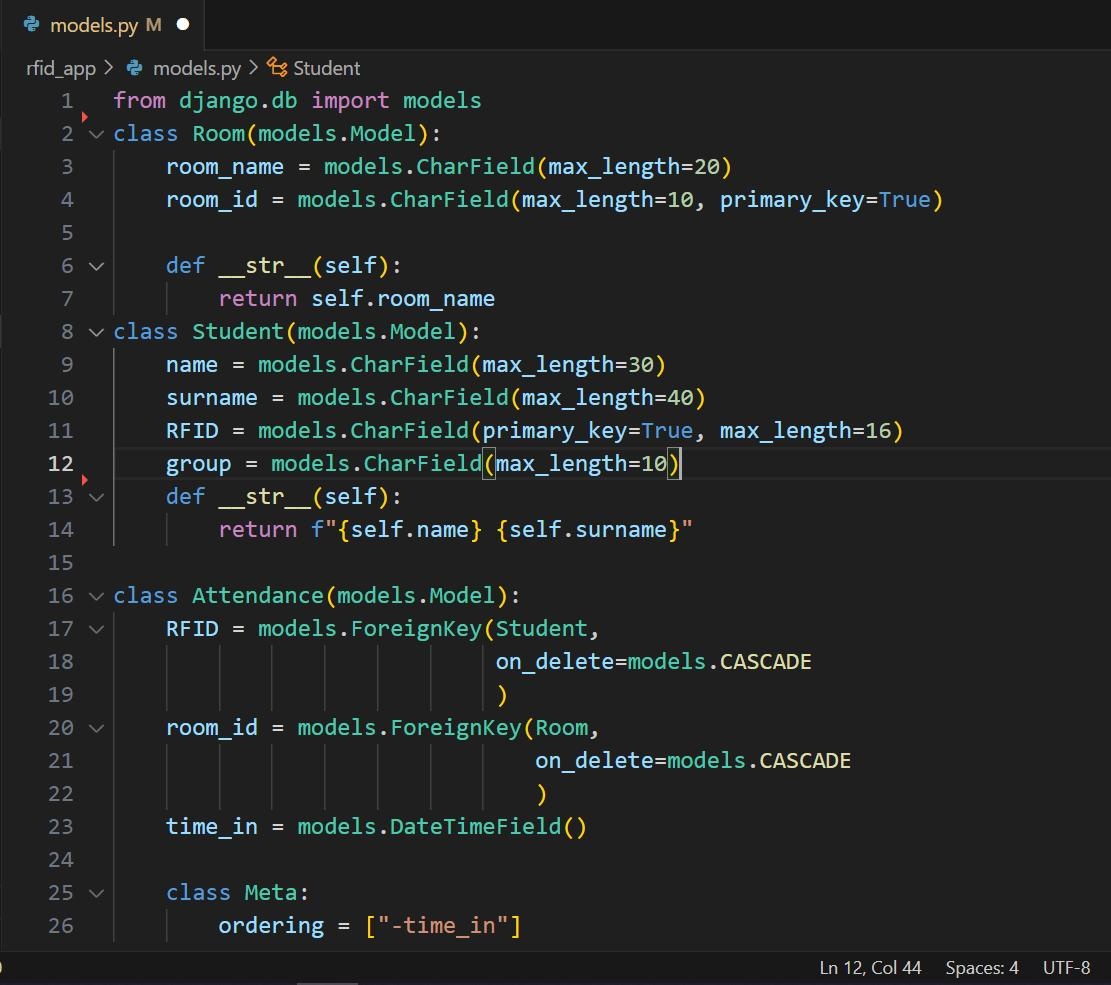 models.py M
rfid_app > models.py > Student
1 from django.db import models
2 class Room(models.Model):
3     room_name = models.CharField(max_length=20)
4     room_id = models.CharField(max_length=10, primary_key=True)
5
6     def __str__(self):
7         return self.room_name
8 class Student(models.Model):
9     name = models.CharField(max_length=30)
10     surname = models.CharField(max_length=40)
11     RFID = models.CharField(primary_key=True, max_length=16)
12     group = models.CharField(max_length=10)
13     def __str__(self):
14         return f"{self.name} {self.surname}"
15
16 class Attendance(models.Model):
17     RFID = models.ForeignKey(Student,
18                              on_delete=models.CASCADE
19                              )
20     room_id = models.ForeignKey(Room,
21                                 on_delete=models.CASCADE
22                                 )
23     time_in = models.DateTimeField()
24
25     class Meta:
26         ordering = ["-time_in"]
Ln 12, Col 44 Spaces: 4 UTF-8